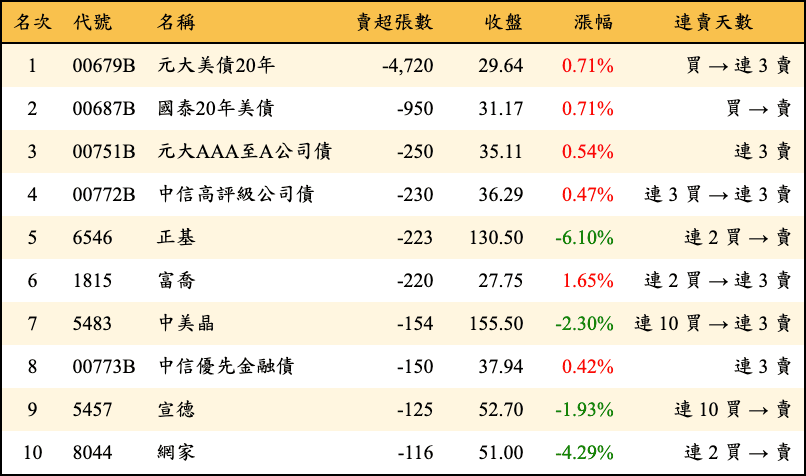 名次 代號 名稱 賣超張數 收盤 漲幅 連賣天數
1 00679B 元大美債20年 -4,720 29.64 0.71% 買 → 連 3 賣
2 00687B 國泰20年美債 -950 31.17 0.71% 買 → 賣
3 00751B 元大AAA至A公司債 -250 35.11 0.54% 連 3 賣
4 00772B 中信高評級公司債 -230 36.29 0.47% 連 3 買 → 連 3 賣
5 6546 正基 -223 130.50 -6.10% 連 2 買 → 賣
6 1815 富喬 -220 27.75 1.65% 連 2 買 → 連 3 賣
7 5483 中美晶 -154 155.50 -2.30% 連 10 買 → 連 3 賣
8 00773B 中信優先金融債 -150 37.94 0.42% 連 3 賣
9 5457 宣德 -125 52.70 -1.93% 連 10 買 → 賣
10 8044 網家 -116 51.00 -4.29% 連 2 買 → 賣